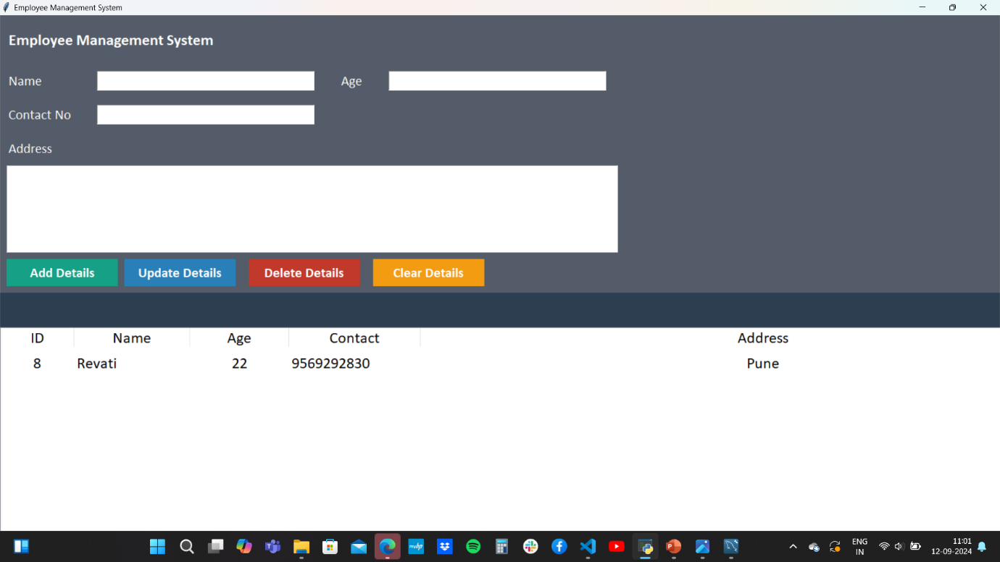 Employee Management System
Employee Management System
Name Age
Contact No
Address
Add Details Update Details Delete Details Clear Details
ID Name Age Contact Address
8 Revati 22 9569292830 Pune
mvhp
P
ENG
IN
11:01
12-09-2024